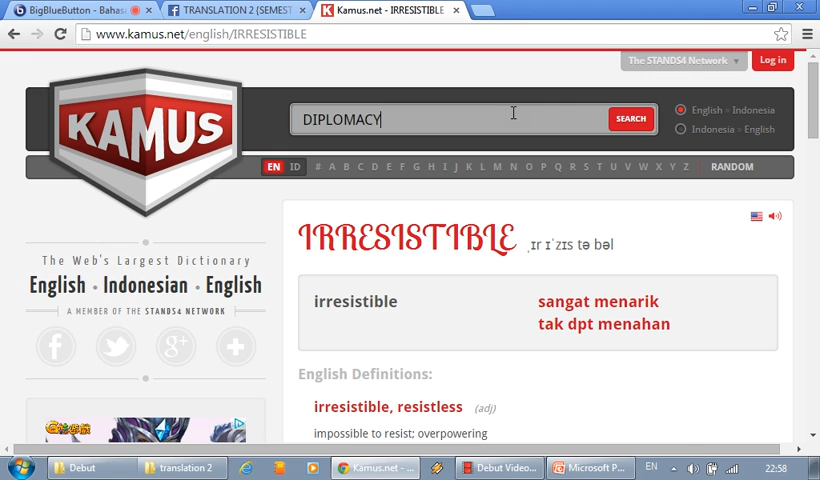 BigBlueButton - Bahas
TRANSLATION 2 (SEMEST
Kamus.net - IRRESISTIBLE
www.kamus.net/english/IRRESISTIBLE
The STANDS4 Network
Log in
KAMUS
DIPLOMACY
SEARCH
English » Indonesia
Indonesia » English
EN ID # A B C D E F G H I J K L M N O P Q R S T U V W X Y Z RANDOM
The Web's Largest Dictionary
English • Indonesian • English
A MEMBER OF THE STANDS4 NETWORK
IRRESISTIBLE ˌɪr ɪˈzɪs tə bəl
irresistible
sangat menarik
tak dpt menahan
English Definitions:
irresistible, resistless (adj)
impossible to resist; overpowering
Debut
translation 2
Kamus.net - ...
Debut Video...
Microsoft P...
EN
22:58